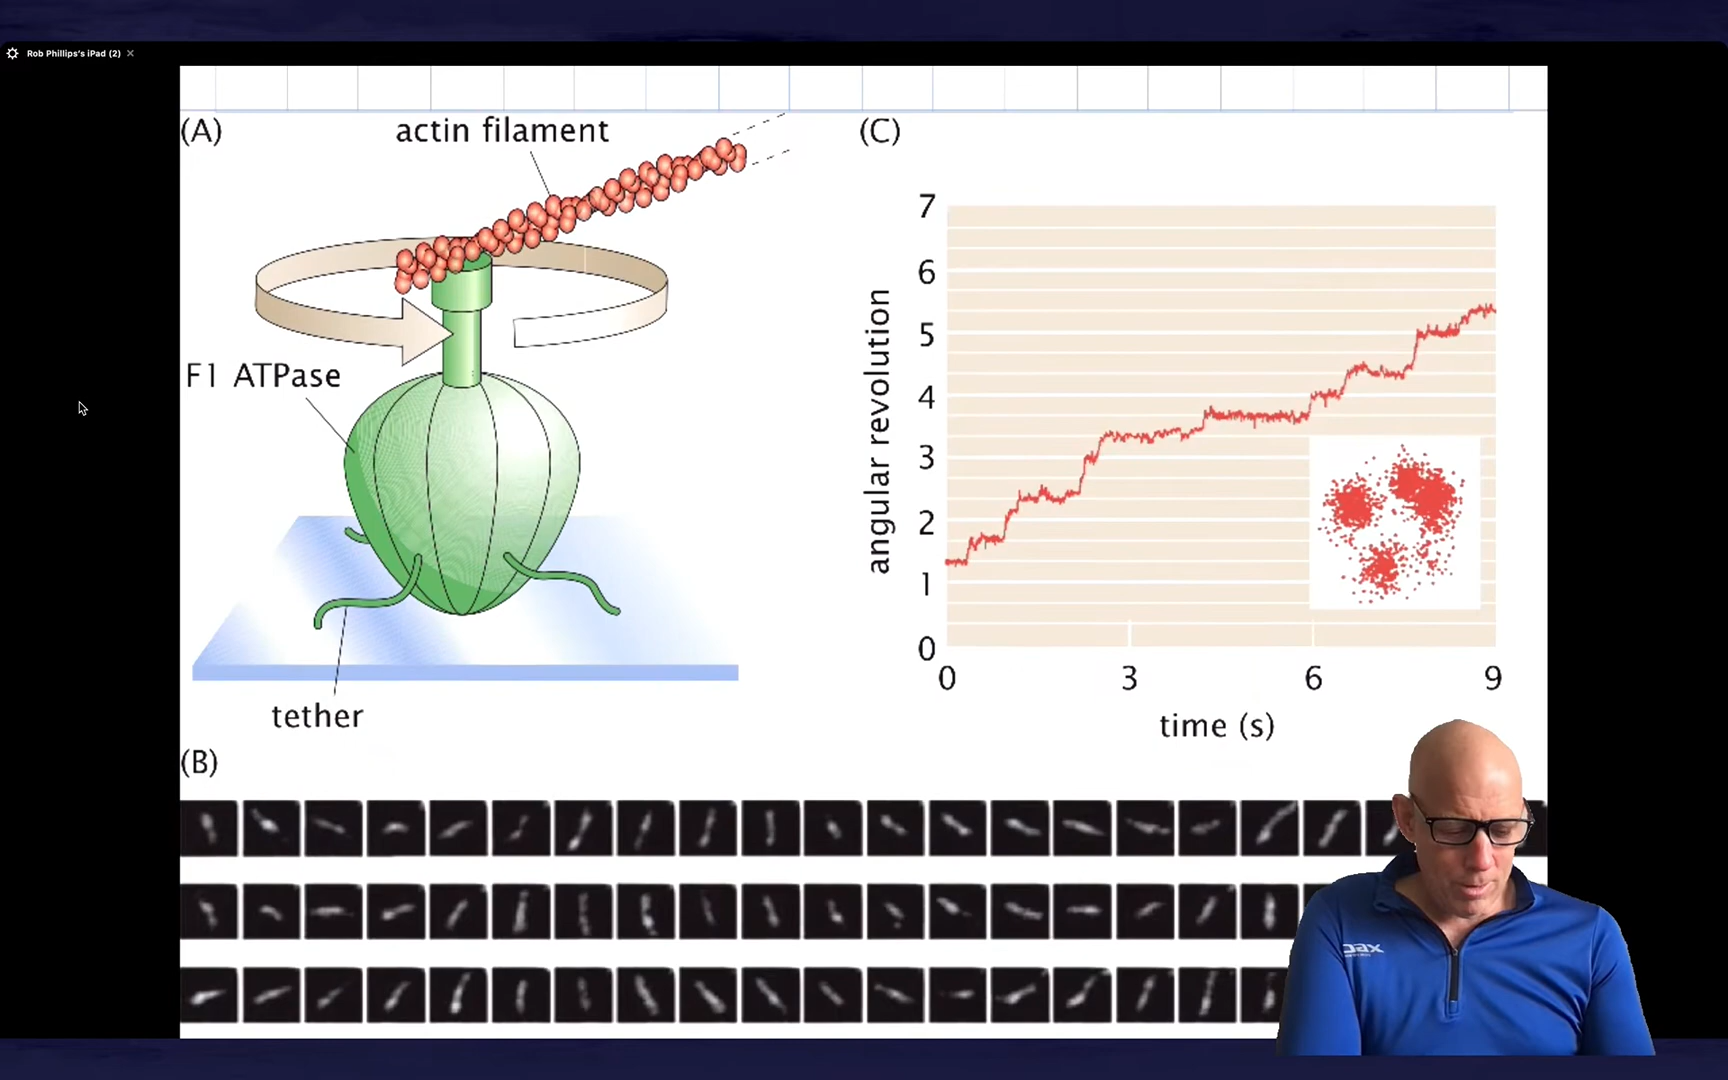 Rob Phillips's iPad (2)
(A)
actin filament
F1 ATPase
tether
(C)
angular revolution
7
6
5
4
3
2
1
0
0 3 6 9
time (s)
(B)